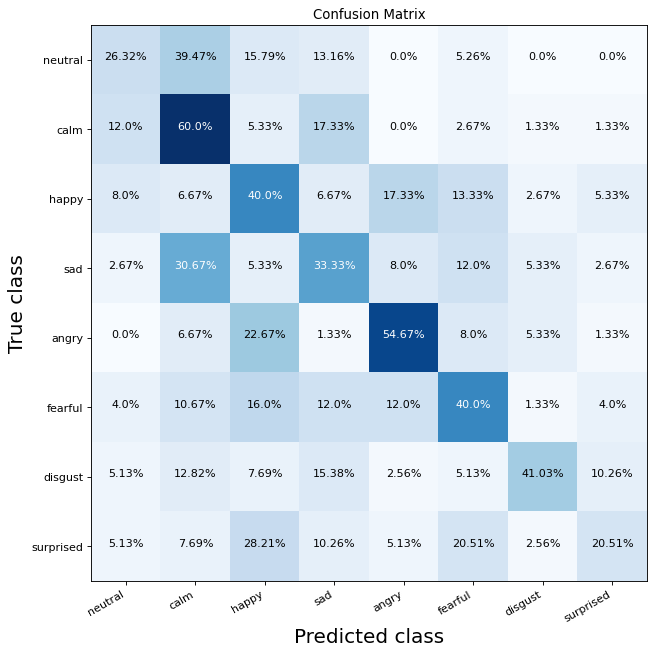 Confusion Matrix
neutral 26.32% 39.47% 15.79% 13.16% 0.0% 5.26% 0.0% 0.0%
calm 12.0% 60.0% 5.33% 17.33% 0.0% 2.67% 1.33% 1.33%
happy 8.0% 6.67% 40.0% 6.67% 17.33% 13.33% 2.67% 5.33%
sad 2.67% 30.67% 5.33% 33.33% 8.0% 12.0% 5.33% 2.67%
angry 0.0% 6.67% 22.67% 1.33% 54.67% 8.0% 5.33% 1.33%
fearful 4.0% 10.67% 16.0% 12.0% 12.0% 40.0% 1.33% 4.0%
disgust 5.13% 12.82% 7.69% 15.38% 2.56% 5.13% 41.03% 10.26%
surprised 5.13% 7.69% 28.21% 10.26% 5.13% 20.51% 2.56% 20.51%
neutral calm happy sad angry fearful disgust surprised
True class
Predicted class